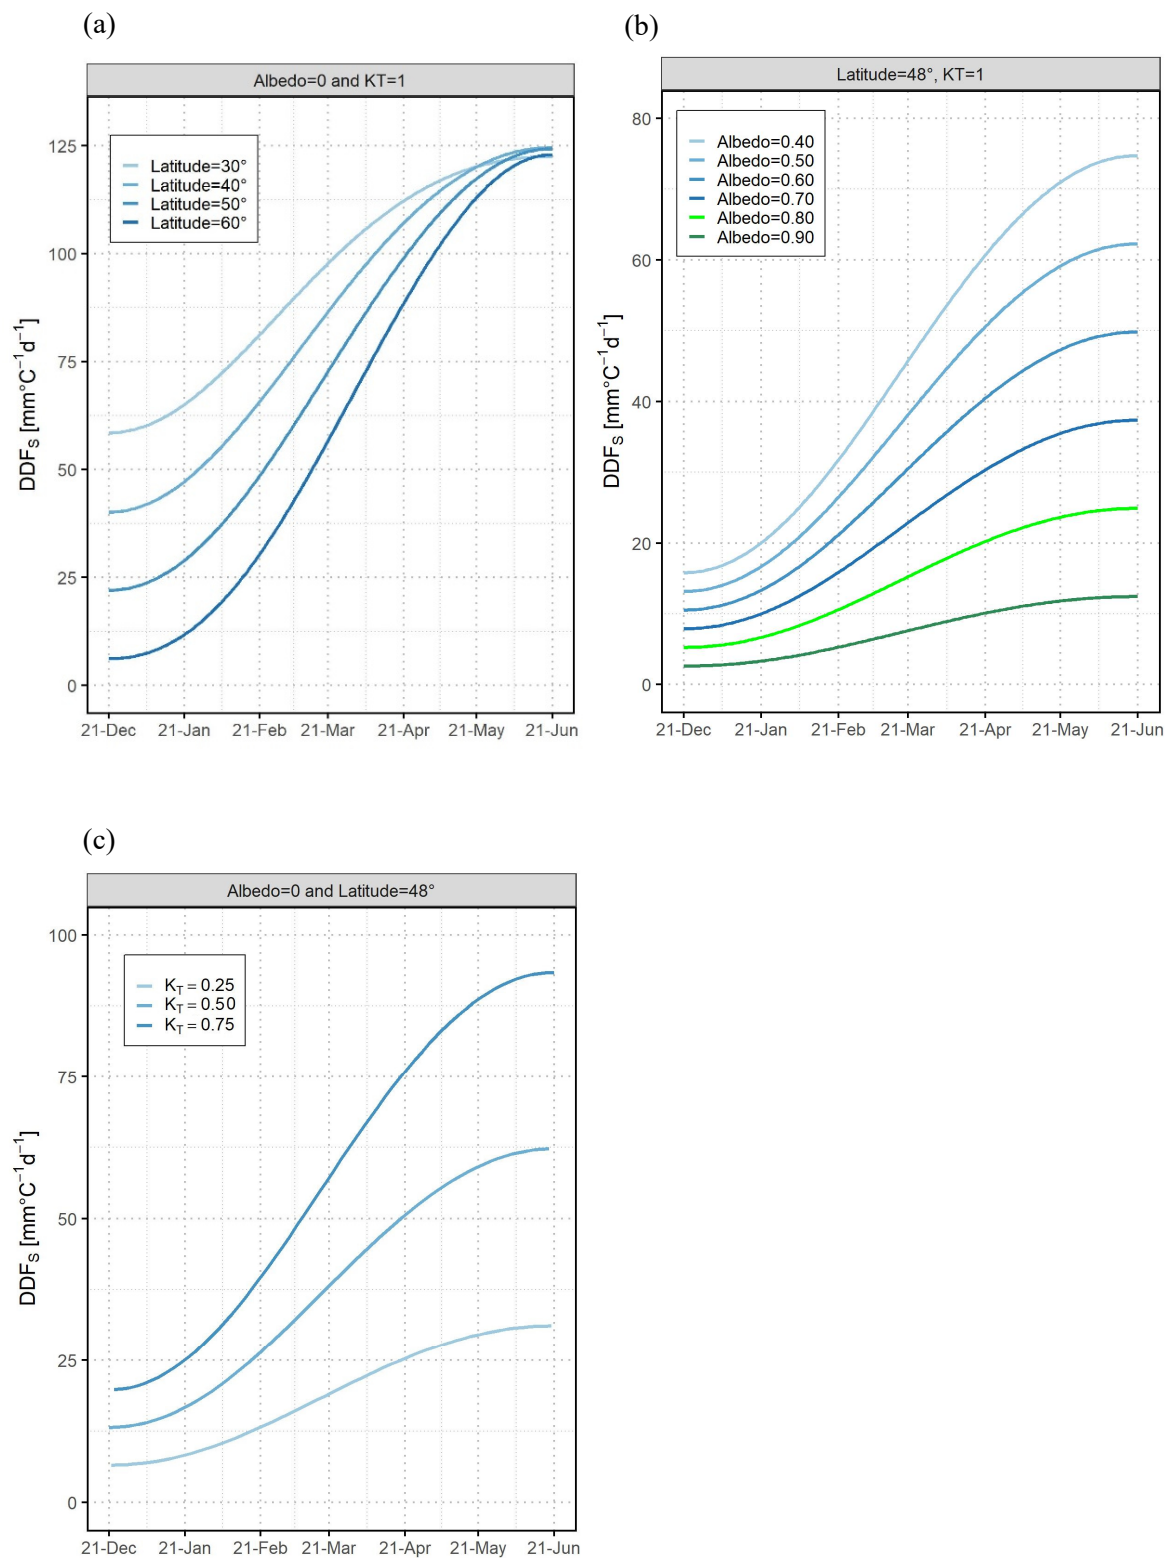 (a)
Albedo=0 and KT=1
DDFS [mm°C−1d−1]
125
100
75
50
25
0
Latitude=30°
Latitude=40°
Latitude=50°
Latitude=60°
21-Dec 21-Jan 21-Feb 21-Mar 21-Apr 21-May 21-Jun
(b)
Latitude=48°, KT=1
DDFS [mm°C−1d−1]
80
60
40
20
0
Albedo=0.40
Albedo=0.50
Albedo=0.60
Albedo=0.70
Albedo=0.80
Albedo=0.90
21-Dec 21-Jan 21-Feb 21-Mar 21-Apr 21-May 21-Jun
(c)
Albedo=0 and Latitude=48°
DDFS [mm°C−1d−1]
100
75
50
25
0
KT = 0.25
KT = 0.50
KT = 0.75
21-Dec 21-Jan 21-Feb 21-Mar 21-Apr 21-May 21-Jun